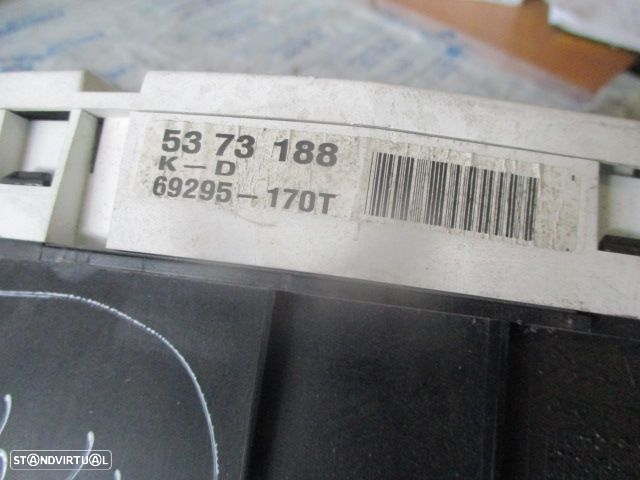 53 73 188
K-D
69295-170T
STANDVIRTUAL